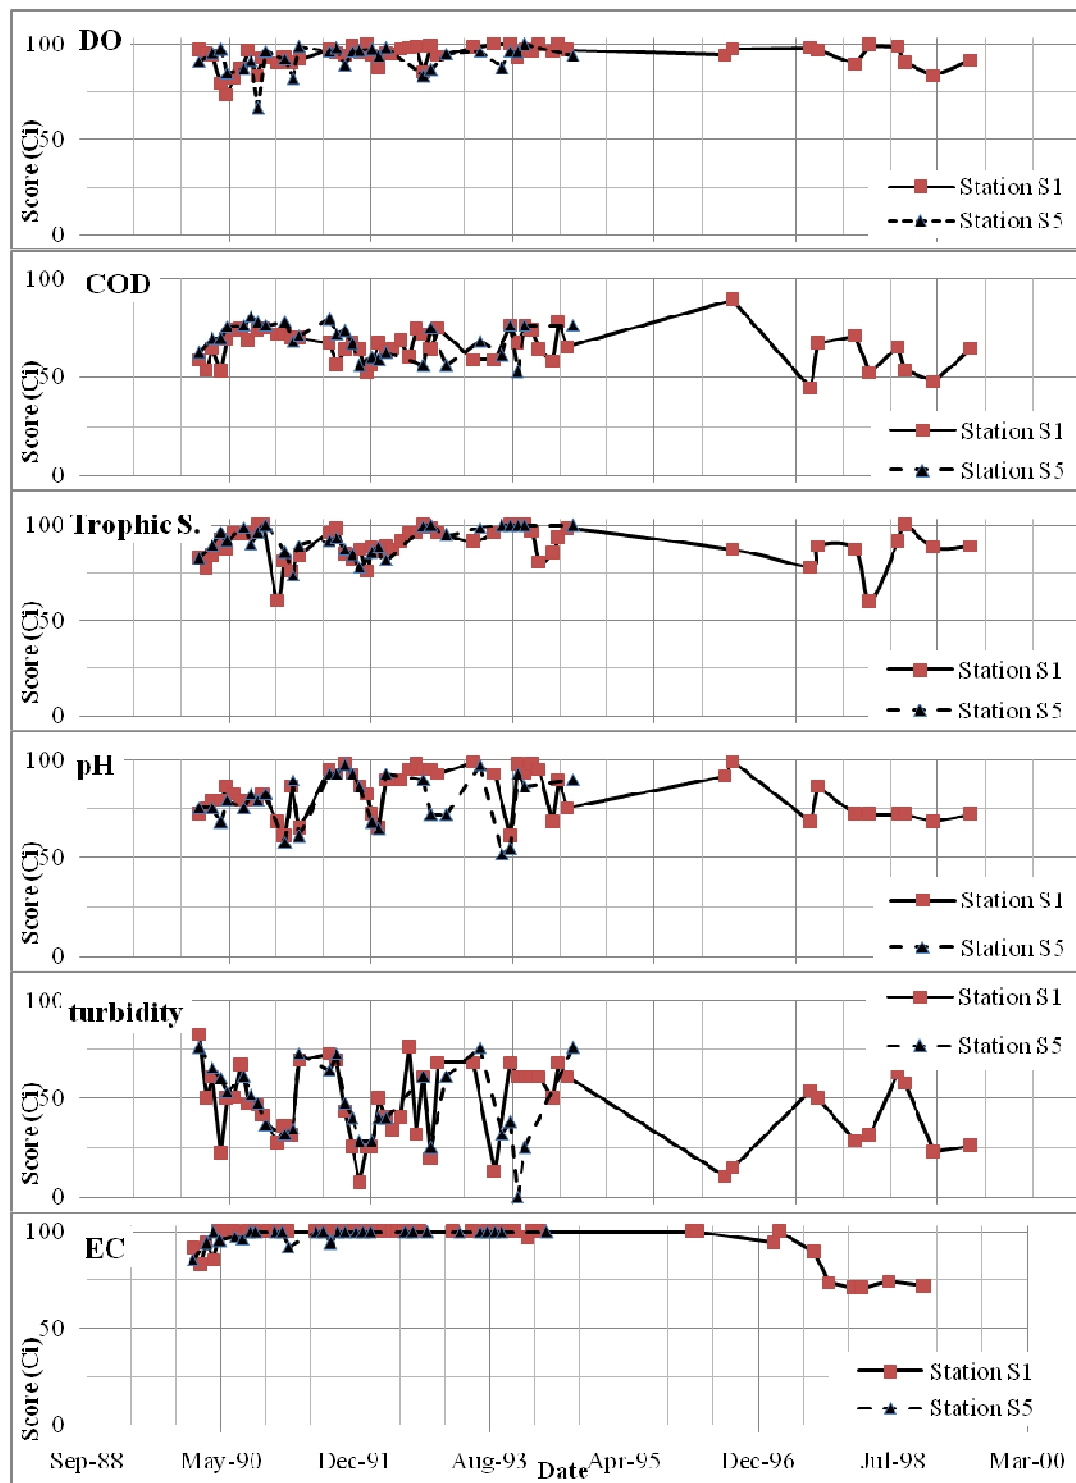 DO
100
50
0
Score (Ci)
Station S1
Station S5
COD
100
50
0
Score (Ci)
Station S1
Station S5
Trophic S.
100
50
0
Score (Ci)
Station S1
Station S5
pH
100
50
0
Score (Ci)
Station S1
Station S5
turbidity
100
50
0
Score (Ci)
Station S1
Station S5
EC
100
50
0
Score (Ci)
Station S1
Station S5
Sep-88 May-90 Dec-91 Aug-93 Apr-95 Dec-96 Jul-98 Mar-00
Date